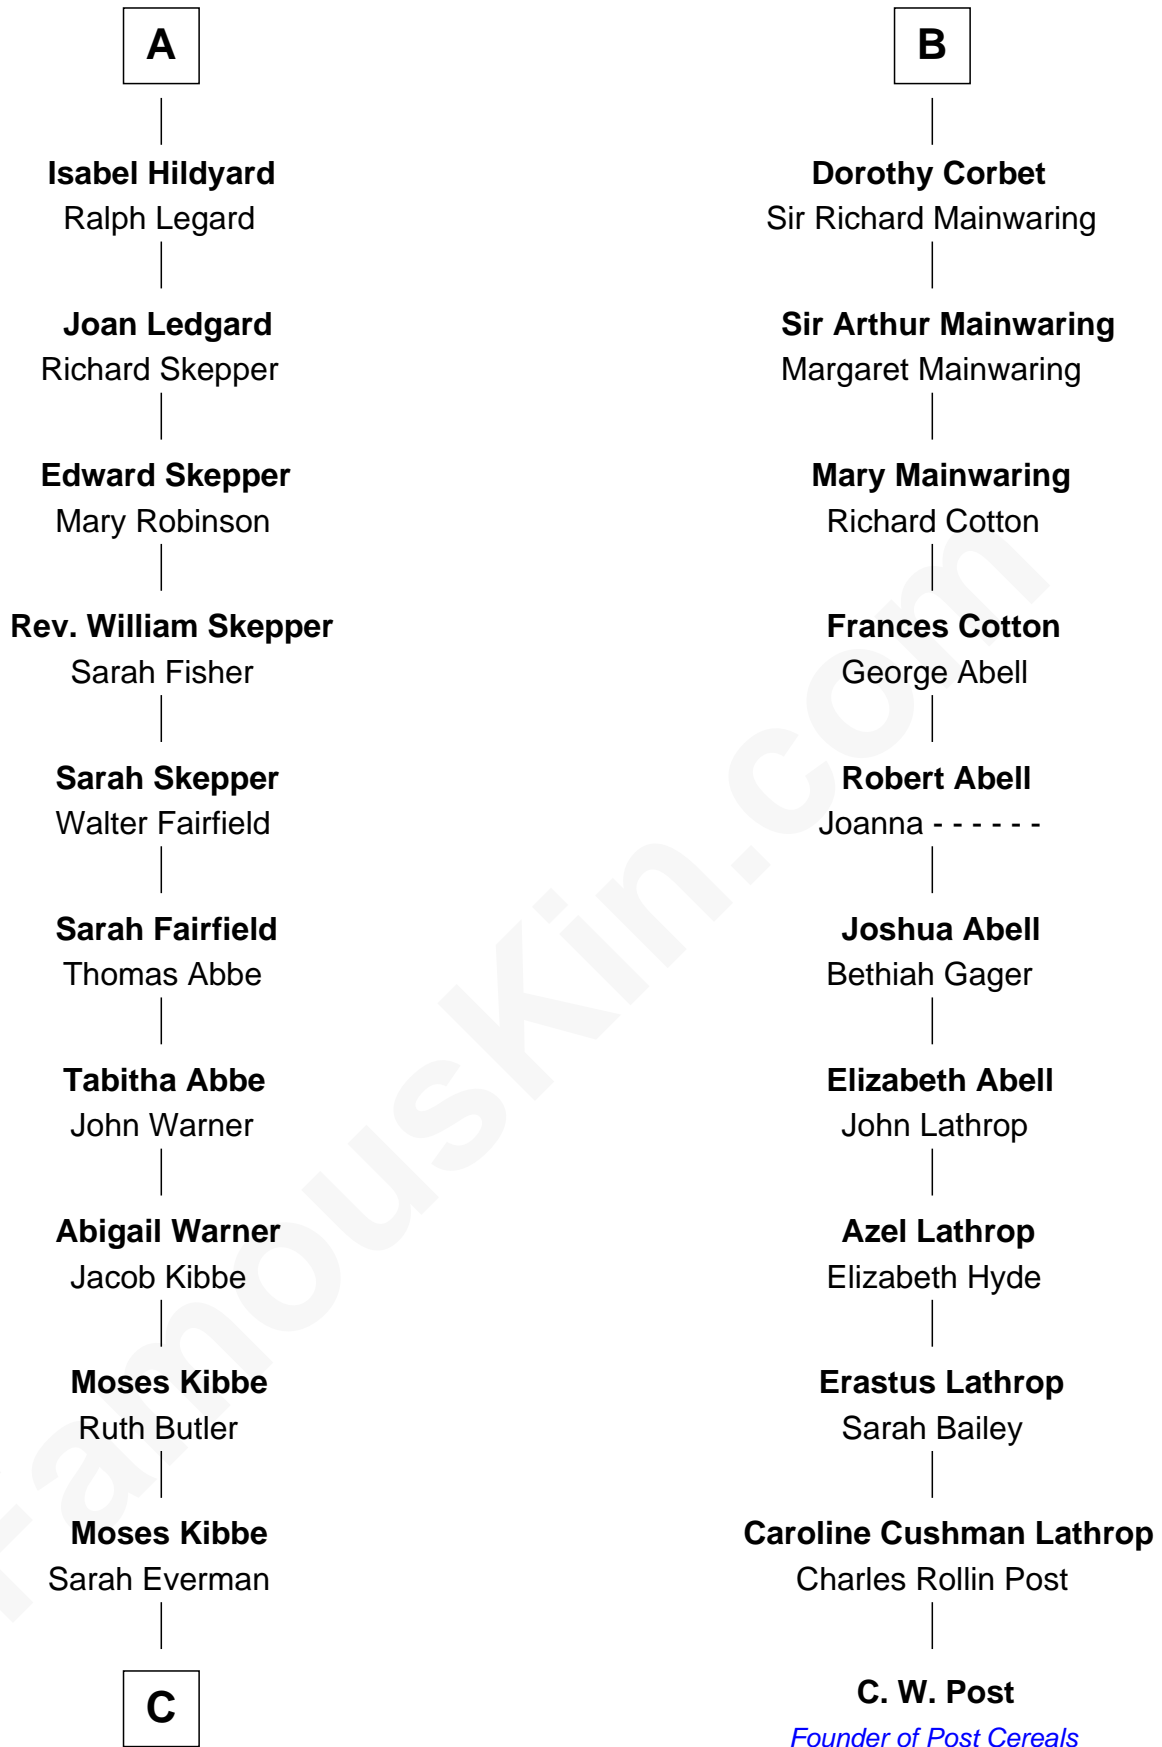 A
Isabel Hildyard
Ralph Legard
Joan Ledgard
Richard Skepper
Edward Skepper
Mary Robinson
Rev. William Skepper
Sarah Fisher
Sarah Skepper
Walter Fairfield
Sarah Fairfield
Thomas Abbe
Tabitha Abbe
John Warner
Abigail Warner
Jacob Kibbe
Moses Kibbe
Ruth Butler
Moses Kibbe
Sarah Everman
C
B
Dorothy Corbet
Sir Richard Mainwaring
Sir Arthur Mainwaring
Margaret Mainwaring
Mary Mainwaring
Richard Cotton
Frances Cotton
George Abell
Robert Abell
Joanna - - - - - -
Joshua Abell
Bethiah Gager
Elizabeth Abell
John Lathrop
Azel Lathrop
Elizabeth Hyde
Erastus Lathrop
Sarah Bailey
Caroline Cushman Lathrop
Charles Rollin Post
C. W. Post
Founder of Post Cereals
FamousKin.com